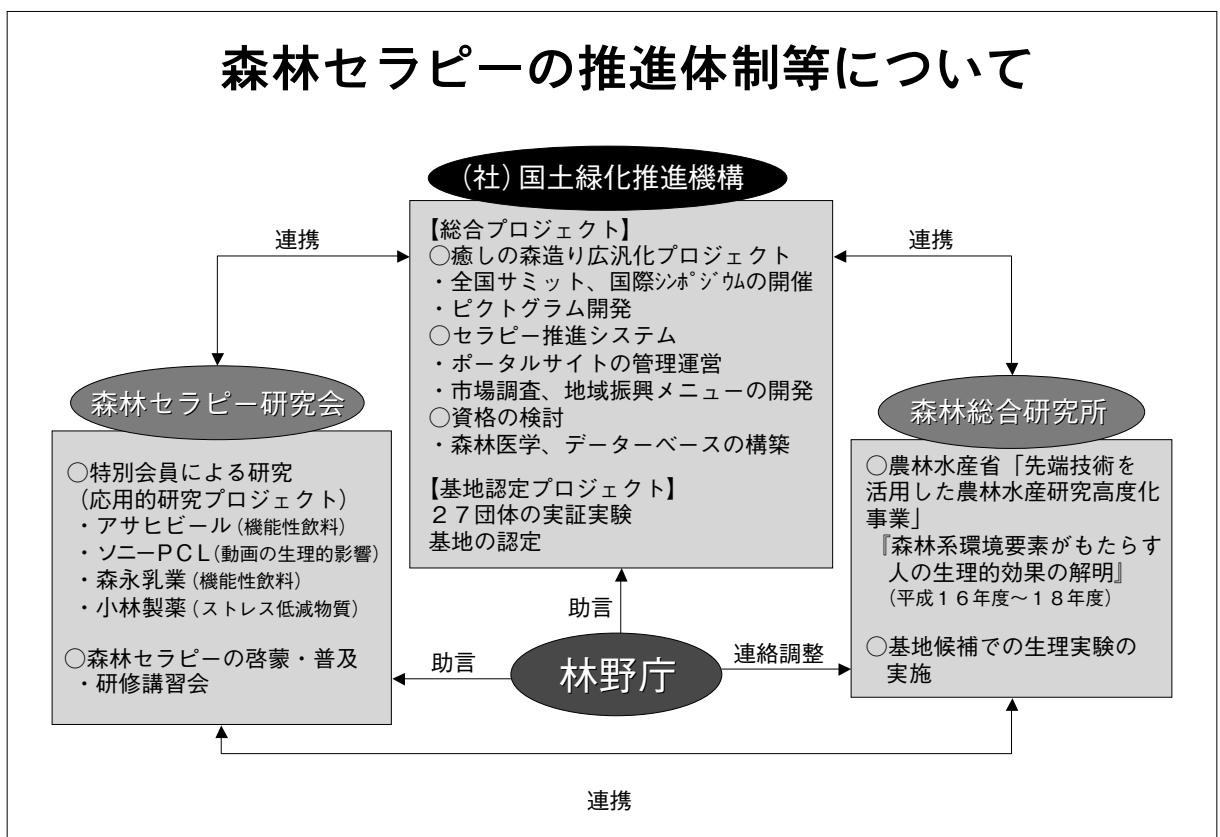 森林セラピーの推進体制等について
(社)国土緑化推進機構
連携
【総合プロジェクト】
○癒しの森造り広汎化プロジェクト
・全国サミット、国際ｼﾝﾎﾟｼﾞｳﾑの開催
・ピクトグラム開発
○セラピー推進システム
・ポータルサイトの管理運営
・市場調査、地域振興メニューの開発
○資格の検討
・森林医学、データーベースの構築
【基地認定プロジェクト】
２７団体の実証実験
基地の認定
連携
森林セラピー研究会
○特別会員による研究
（応用的研究プロジェクト）
・アサヒビール(機能性飲料)
・ソニーＰＣＬ(動画の生理的影響)
・森永乳業(機能性飲料)
・小林製薬(ストレス低減物質)
○森林セラピーの啓蒙・普及
・研修講習会
森林総合研究所
○農林水産省「先端技術を
活用した農林水産研究高度化
事業」
『森林系環境要素がもたらす
人の生理的効果の解明』
（平成１６年度～１８年度）
○基地候補での生理実験の
実施
助言
助言
林野庁
連絡調整
連携